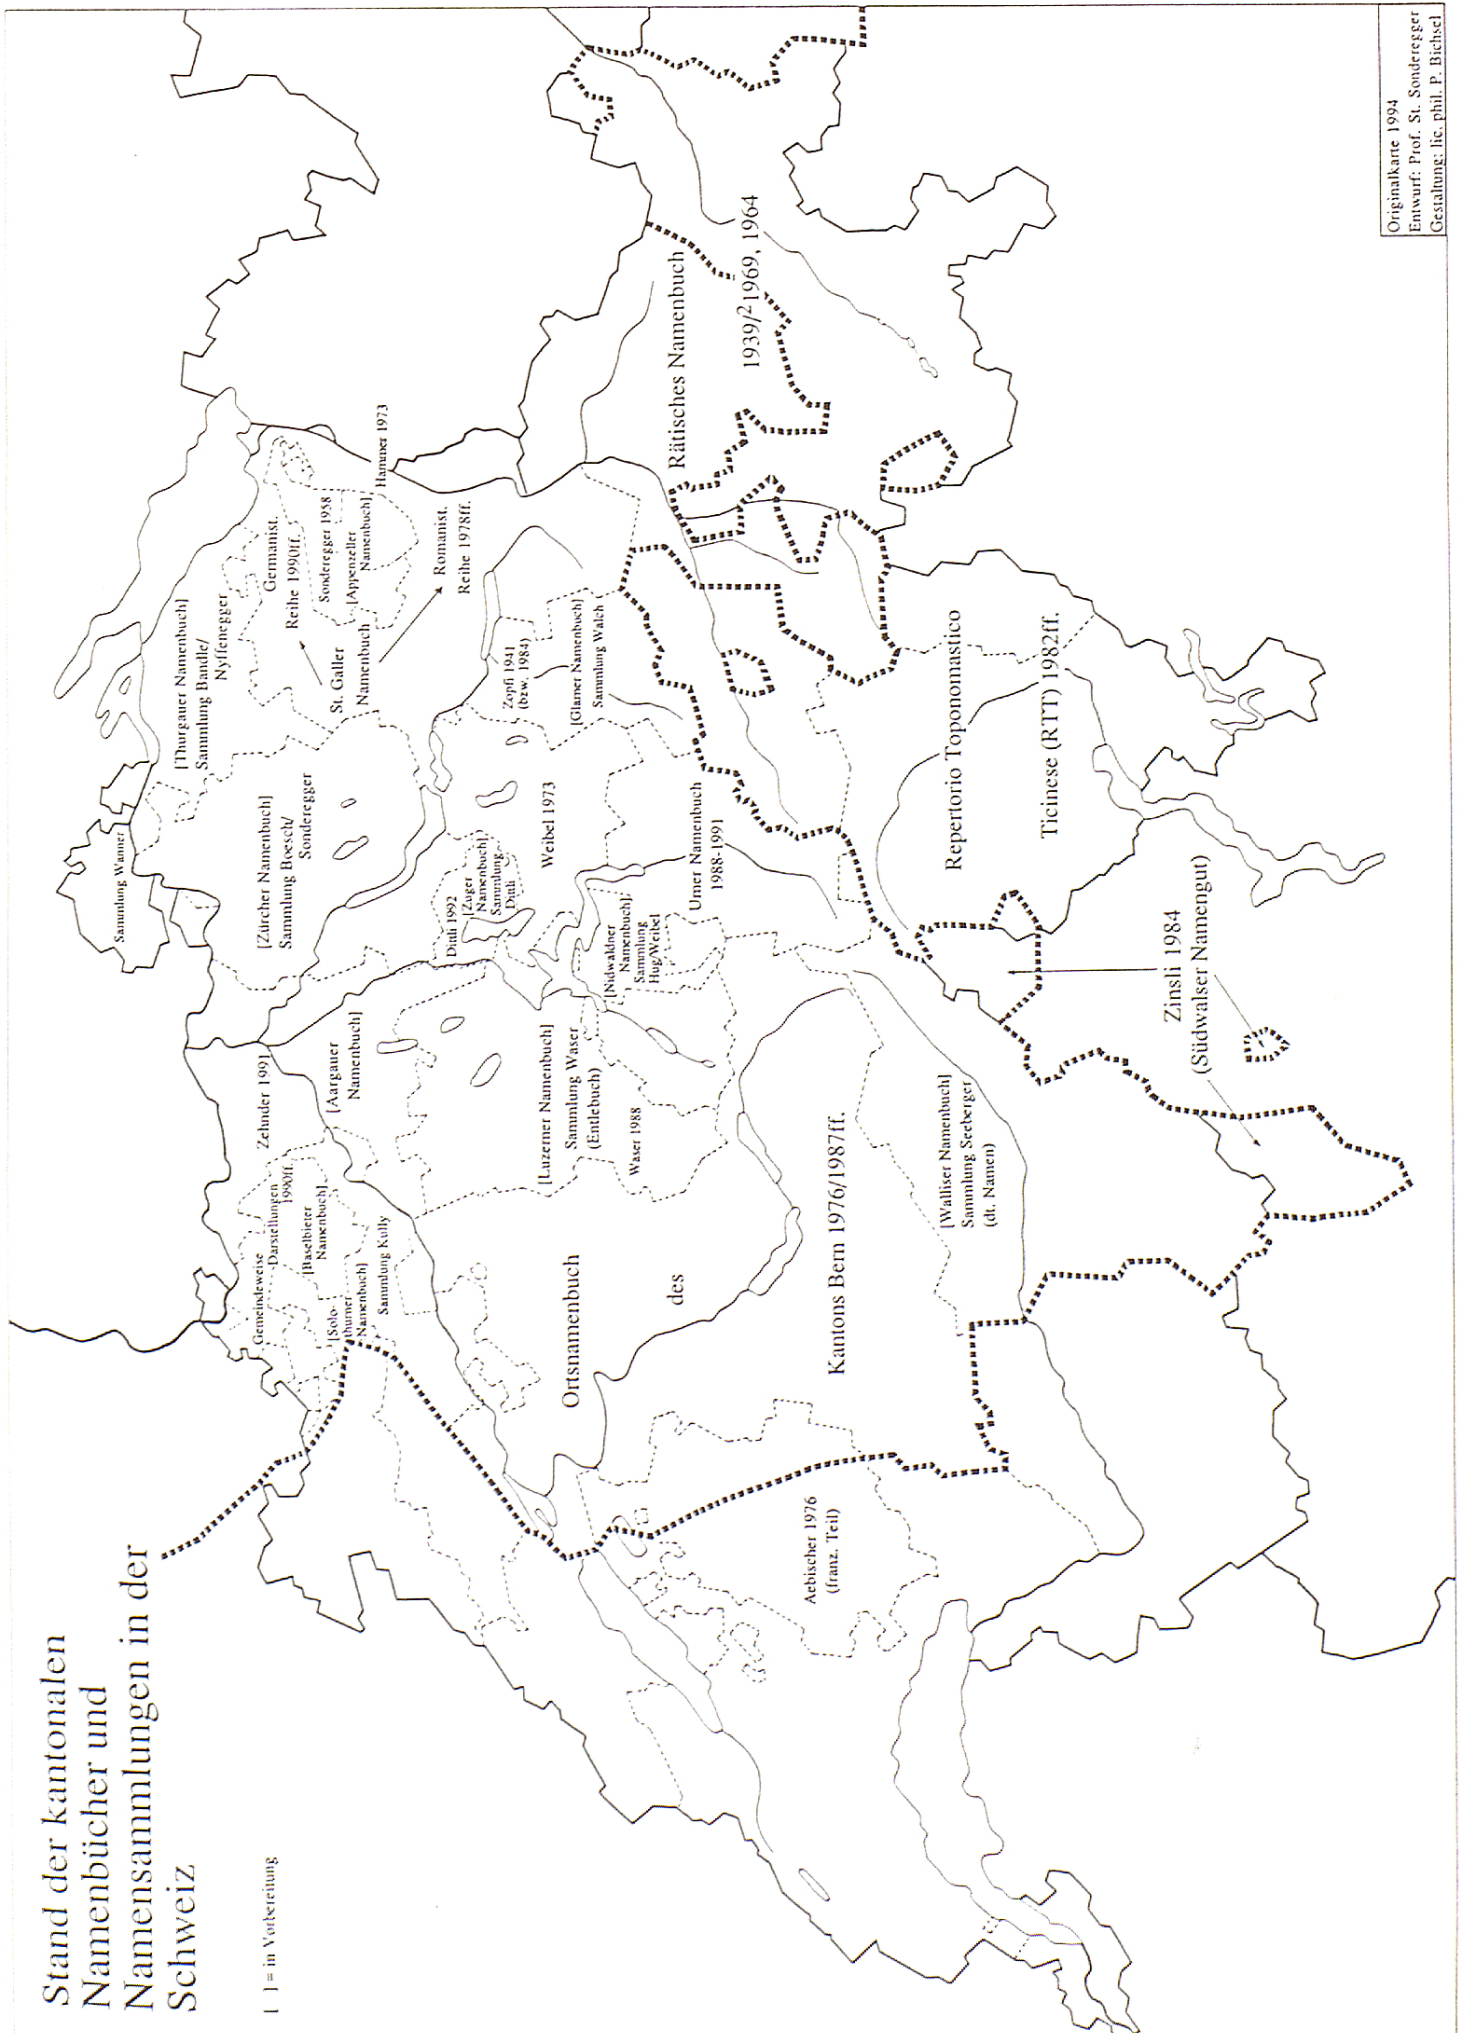 Stand der kantonalen
Namenbücher und
Namensammlungen in der
Schweiz
[ ] = in Vorbereitung
Sammlung Wanner
[Thurgauer Namenbuch]
Sammlung Bandle/
Nyffenegger
[Zürcher Namenbuch]
Sammlung Boesch/
Sonderegger
Germanist.
Reihe 1990ff.
Sonderegger 1958
[Appenzeller
Namenbuch]
Hammer 1973
St. Galler
Namenbuch
Romanist.
Reihe 1978ff.
Zehnder 1991
[Aargauer
Namenbuch]
Gemeindeweise
Darstellungen
1990ff.
[Baselbieter
Namenbuch]
[Solo-
thurner
Namenbuch]
Sammlung Kully
Dittli 1992
[Zuger
Namenbuch]
Sammlung
Dittli
Zopfi 1941
(bzw. 1984)
[Glarner Namenbuch]
Sammlung Walch
Weibel 1973
[Luzerner Namenbuch]
Sammlung Waser
(Entlebuch)
Waser 1988
[Nidwaldner
Namenbuch]
Sammlung
Hug/Weibel
Urner Namenbuch
1988-1991
Rätisches Namenbuch
1939/²1969, 1964
Ortsnamenbuch
des
Kantons Bern 1976/1987ff.
Aebischer 1976
(franz. Teil)
[Walliser Namenbuch]
Sammlung Seeberger
(dt. Namen)
Repertorio Toponomastico
Ticinese (RTT) 1982ff.
Zinsli 1984
(Südwalser Namengut)
Originalkarte 1994
Entwurf: Prof. St. Sonderegger
Gestaltung: lic. phil. P. Bichsel